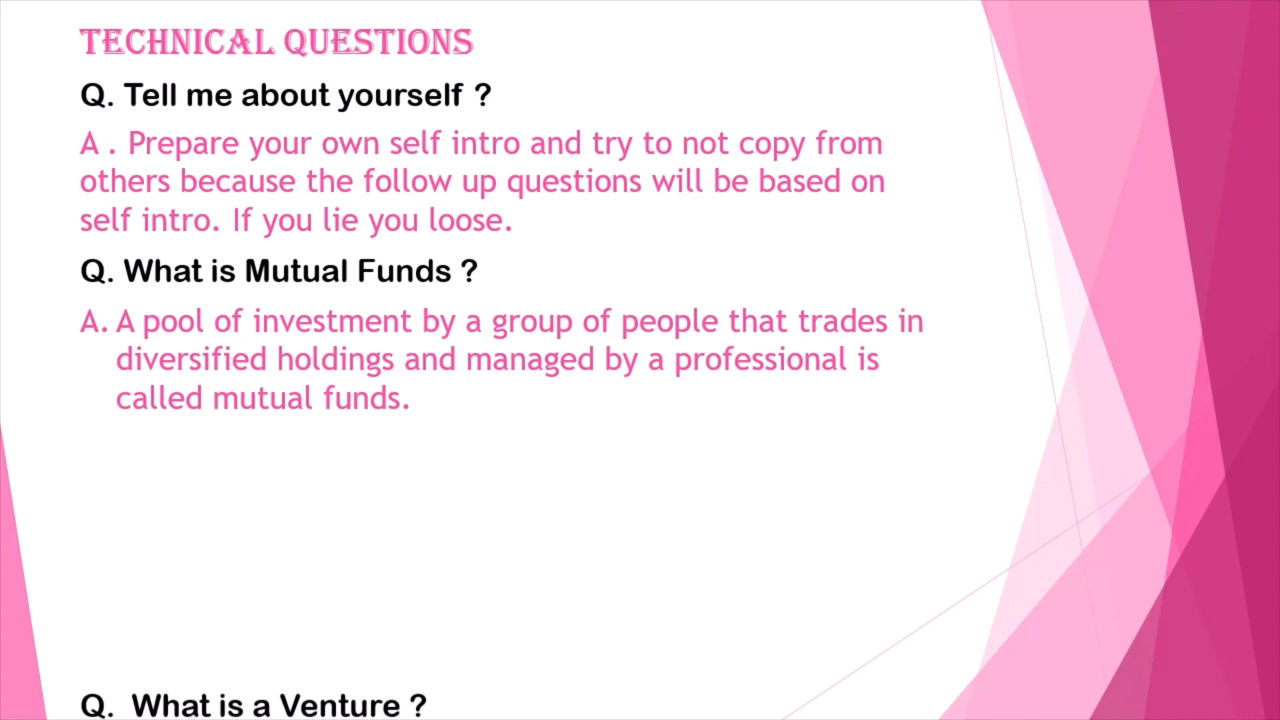 TECHNICAL QUESTIONS
Q. Tell me about yourself ?
A . Prepare your own self intro and try to not copy from
others because the follow up questions will be based on
self intro. If you lie you loose.
Q. What is Mutual Funds ?
A. A pool of investment by a group of people that trades in
diversified holdings and managed by a professional is
called mutual funds.
Q. What is a Venture ?